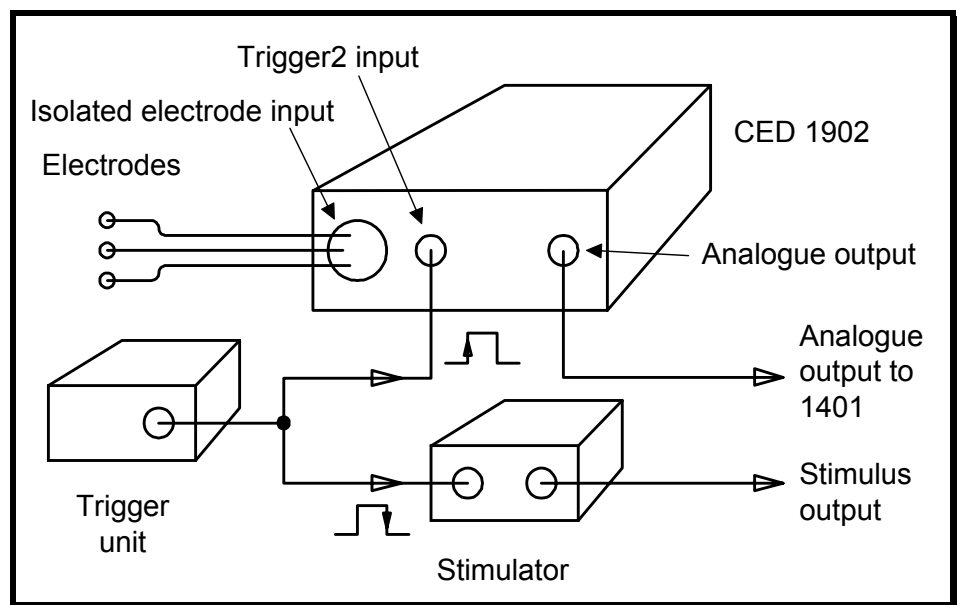 Trigger2 input
Isolated electrode input
CED 1902
Electrodes
Analogue output
Analogue
output to
1401
Stimulus
output
Trigger
unit
Stimulator